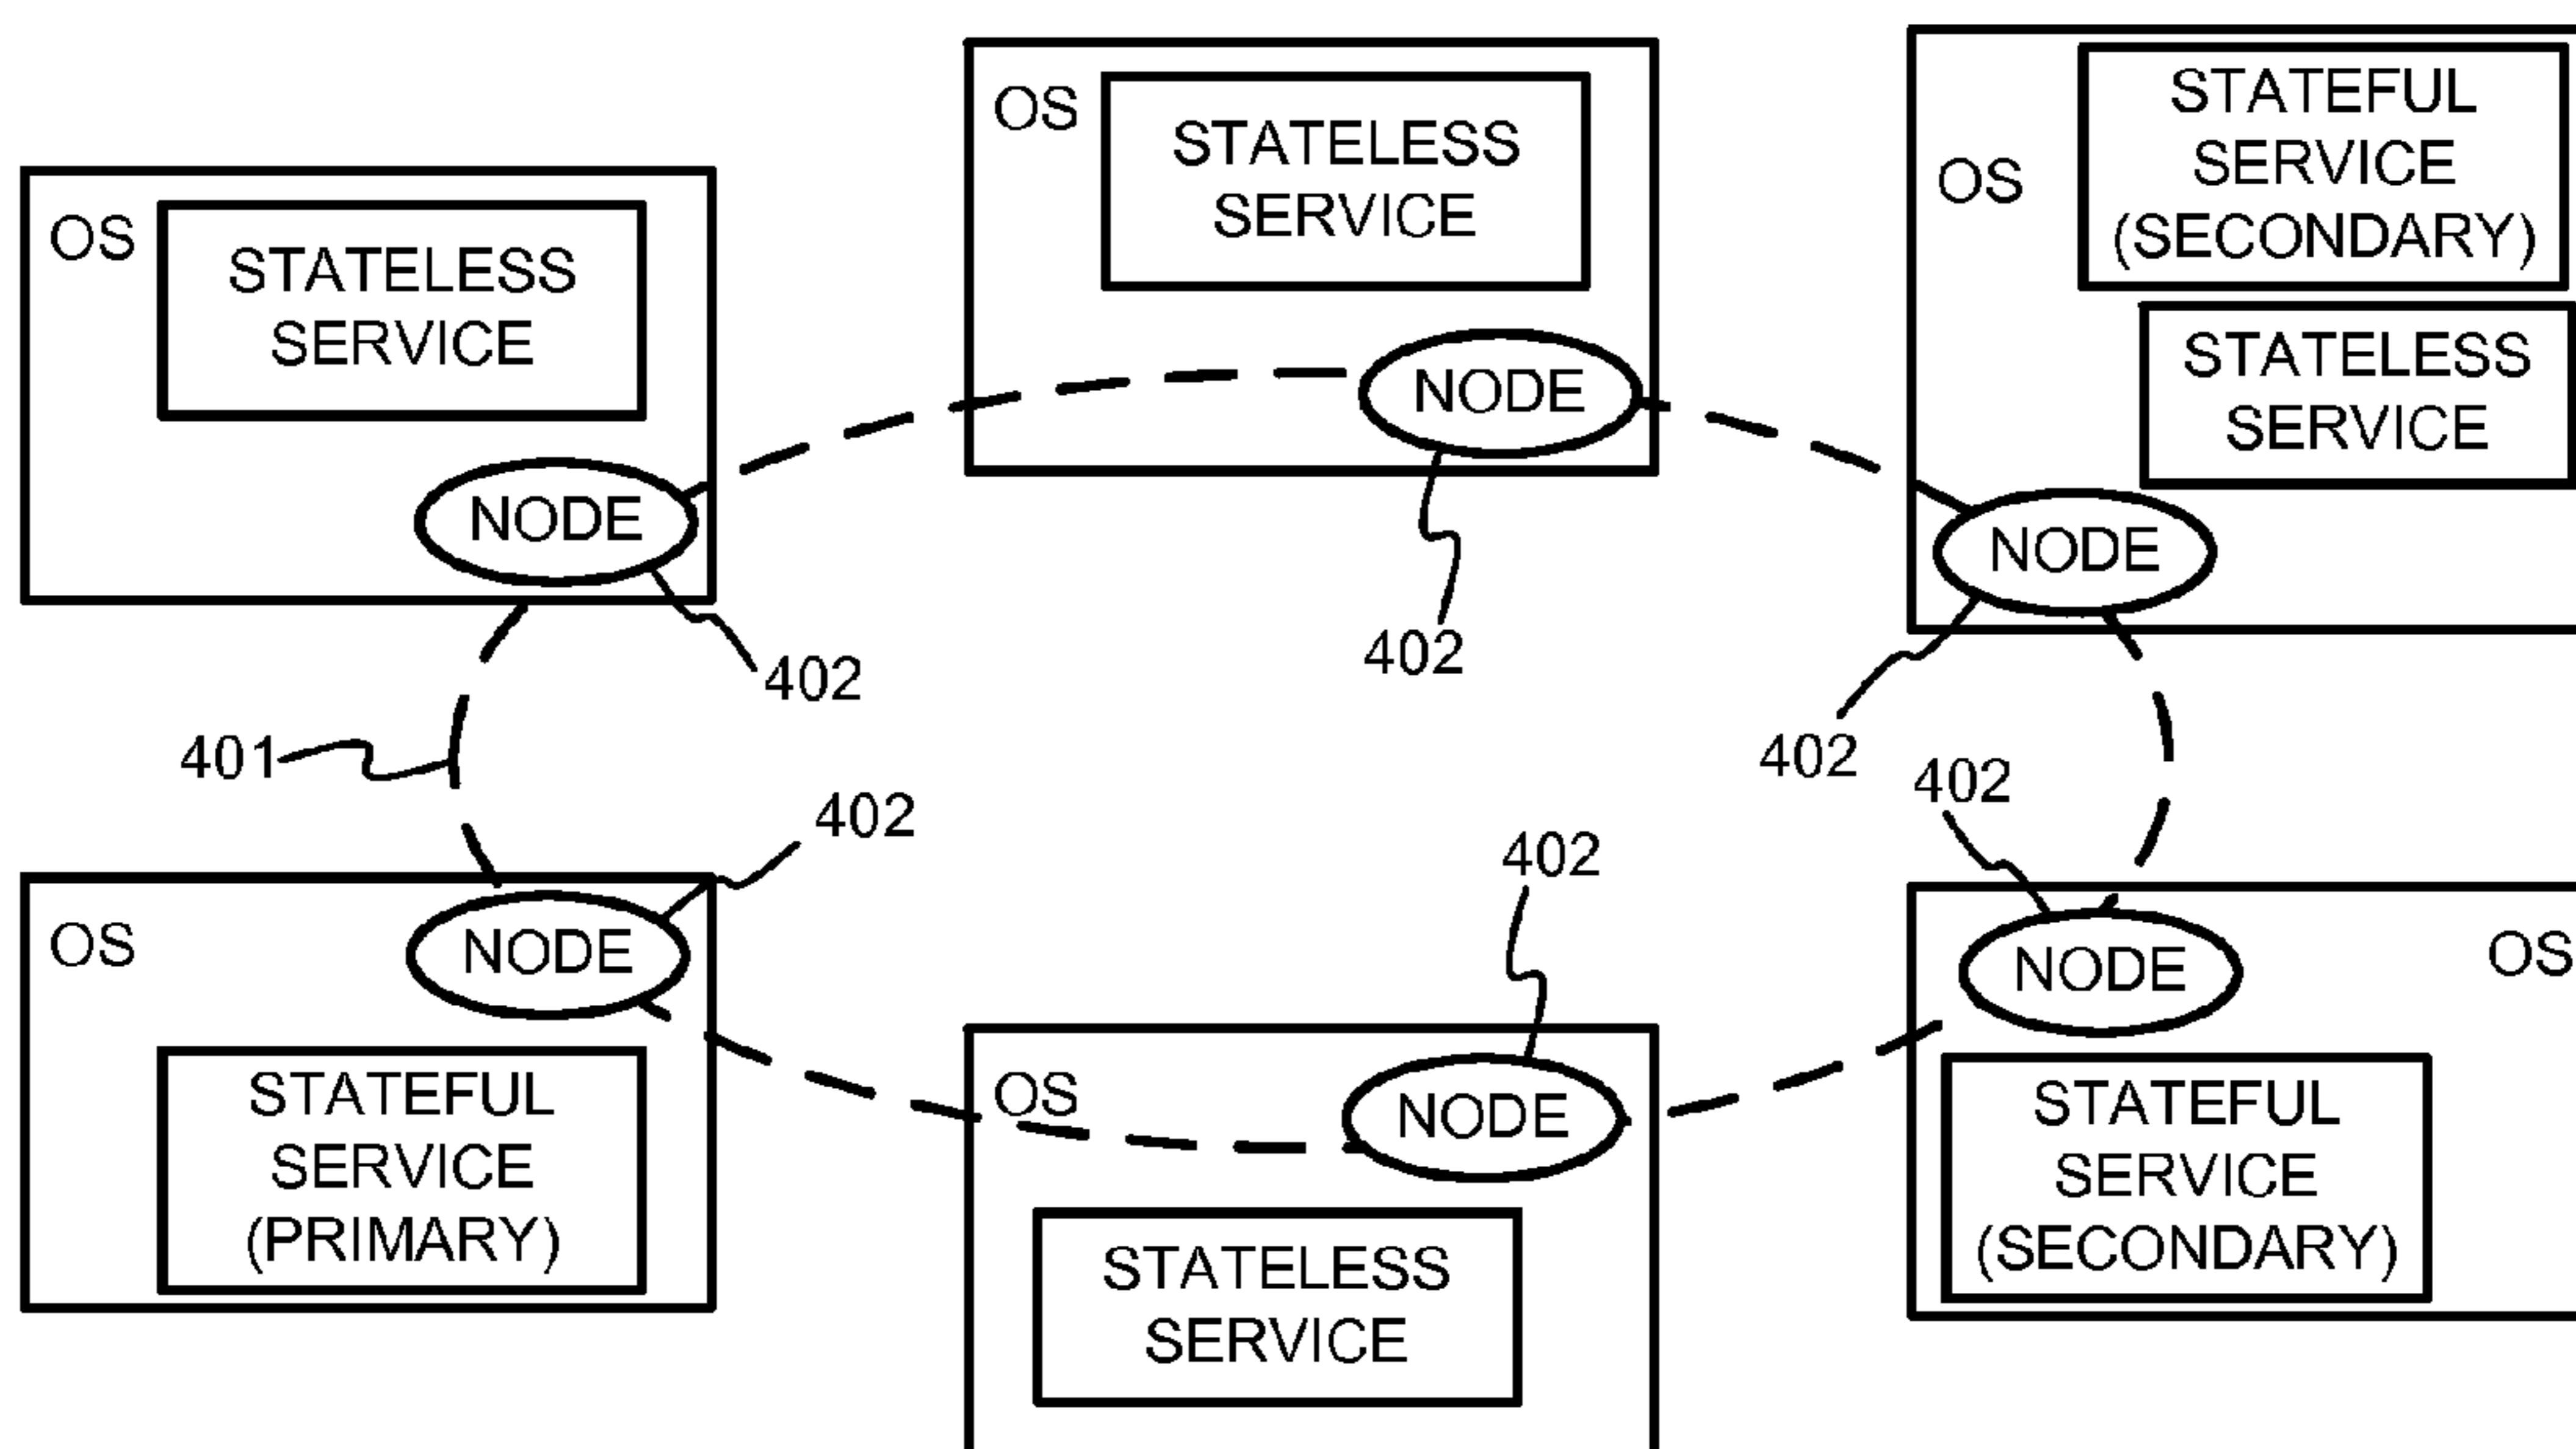 OS
STATELESS
SERVICE
NODE
402
OS
STATELESS
SERVICE
NODE
402
OS
STATEFUL
SERVICE
(SECONDARY)
STATELESS
SERVICE
NODE
402
401
OS
NODE
402
STATEFUL
SERVICE
(PRIMARY)
402
OS
NODE
STATELESS
SERVICE
402
NODE
OS
STATEFUL
SERVICE
(SECONDARY)